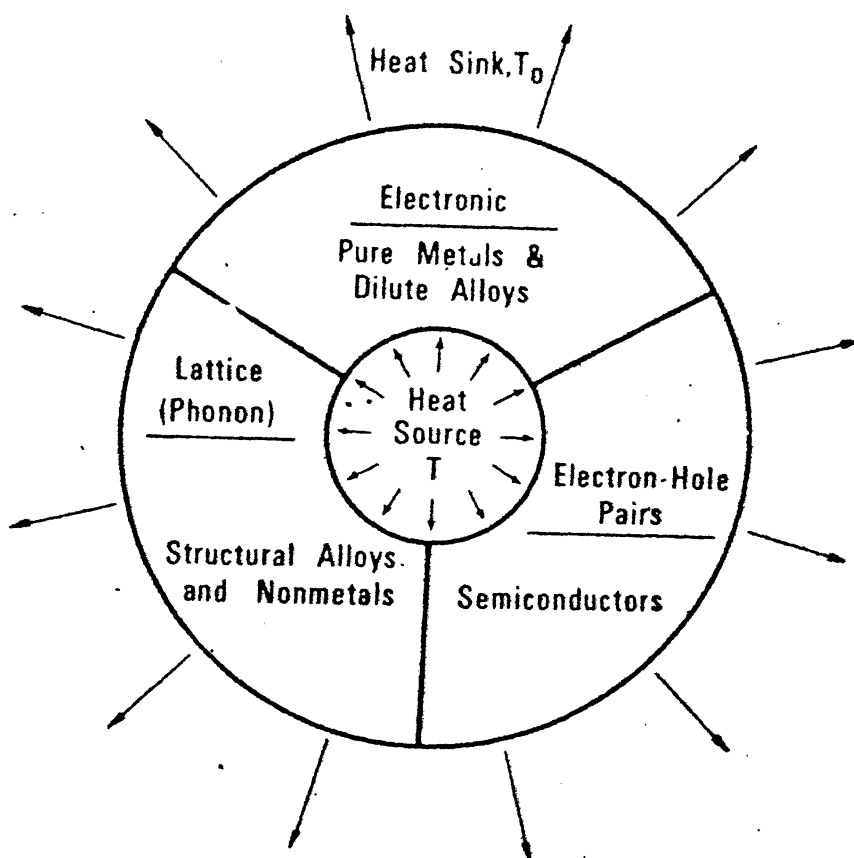 Heat Sink, T₀
Electronic
Pure Metals &
Dilute Alloys
Lattice
(Phonon)
Heat
Source
T
Electron-Hole
Pairs
Structural Alloys
and Nonmetals
Semiconductors